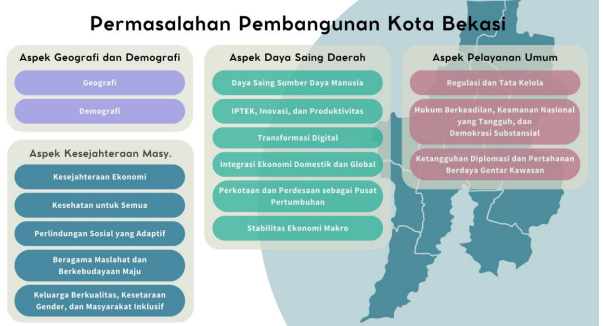 Permasalahan Pembangunan Kota Bekasi
Aspek Geografi dan Demografi
Geografi
Demografi
Aspek Kesejahteraan Masy.
Kesejahteraan Ekonomi
Kesehatan untuk Semua
Perlindungan Sosial yang Adaptif
Beragama Maslahat dan
Berkebudayaan Maju
Keluarga Berkualitas, Kesetaraan
Gender, dan Masyarakat Inklusif
Aspek Daya Saing Daerah
Daya Saing Sumber Daya Manusia
IPTEK, Inovasi, dan Produktivitas
Transformasi Digital
Integrasi Ekonomi Domestik dan Global
Perkotaan dan Perdesaan sebagai Pusat
Pertumbuhan
Stabilitas Ekonomi Makro
Aspek Pelayanan Umum
Regulasi dan Tata Kelola
Hukum Berkeadilan, Keamanan Nasional
yang Tangguh, dan
Demokrasi Substansial
Ketangguhan Diplomasi dan Pertahanan
Berdaya Gentar Kawasan